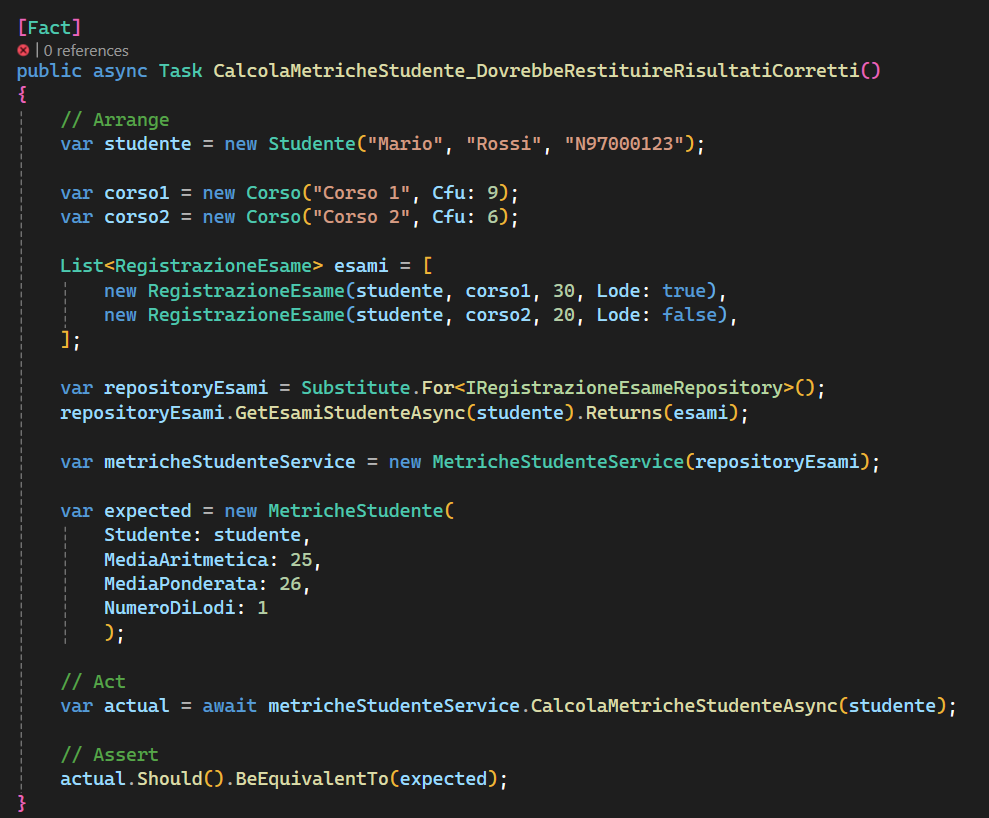 [Fact]
| 0 references
public async Task CalcolaMetricheStudente_DovrebbeRestituireRisultatiCorretti()
{
    // Arrange
    var studente = new Studente("Mario", "Rossi", "N97000123");

    var corso1 = new Corso("Corso 1", Cfu: 9);
    var corso2 = new Corso("Corso 2", Cfu: 6);

    List<RegistrazioneEsame> esami = [
        new RegistrazioneEsame(studente, corso1, 30, Lode: true),
        new RegistrazioneEsame(studente, corso2, 20, Lode: false),
    ];

    var repositoryEsami = Substitute.For<IRegistrazioneEsameRepository>();
    repositoryEsami.GetEsamiStudenteAsync(studente).Returns(esami);

    var metricheStudenteService = new MetricheStudenteService(repositoryEsami);

    var expected = new MetricheStudente(
        Studente: studente,
        MediaAritmetica: 25,
        MediaPonderata: 26,
        NumeroDiLodi: 1
        );

    // Act
    var actual = await metricheStudenteService.CalcolaMetricheStudenteAsync(studente);

    // Assert
    actual.Should().BeEquivalentTo(expected);
}